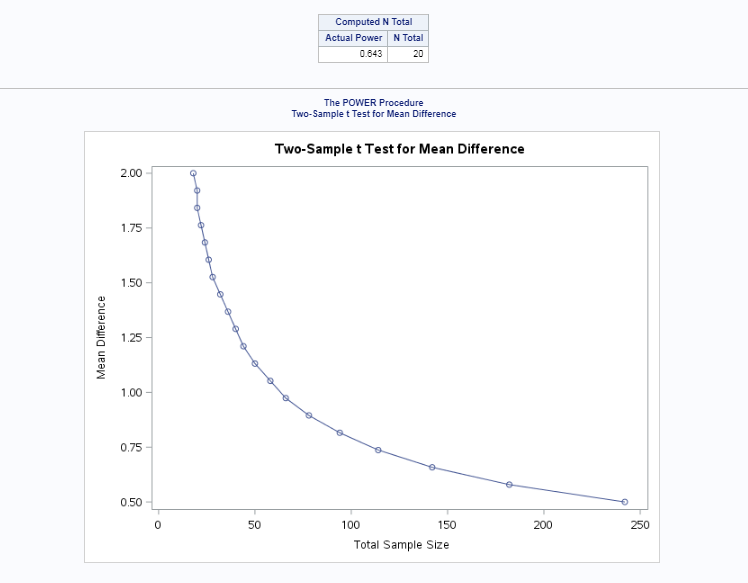 Computed N Total
Actual Power N Total
0.643 20
The POWER Procedure
Two-Sample t Test for Mean Difference
Two-Sample t Test for Mean Difference
2.00
1.75
1.50
1.25
1.00
0.75
0.50
Mean Difference
0 50 100 150 200 250
Total Sample Size